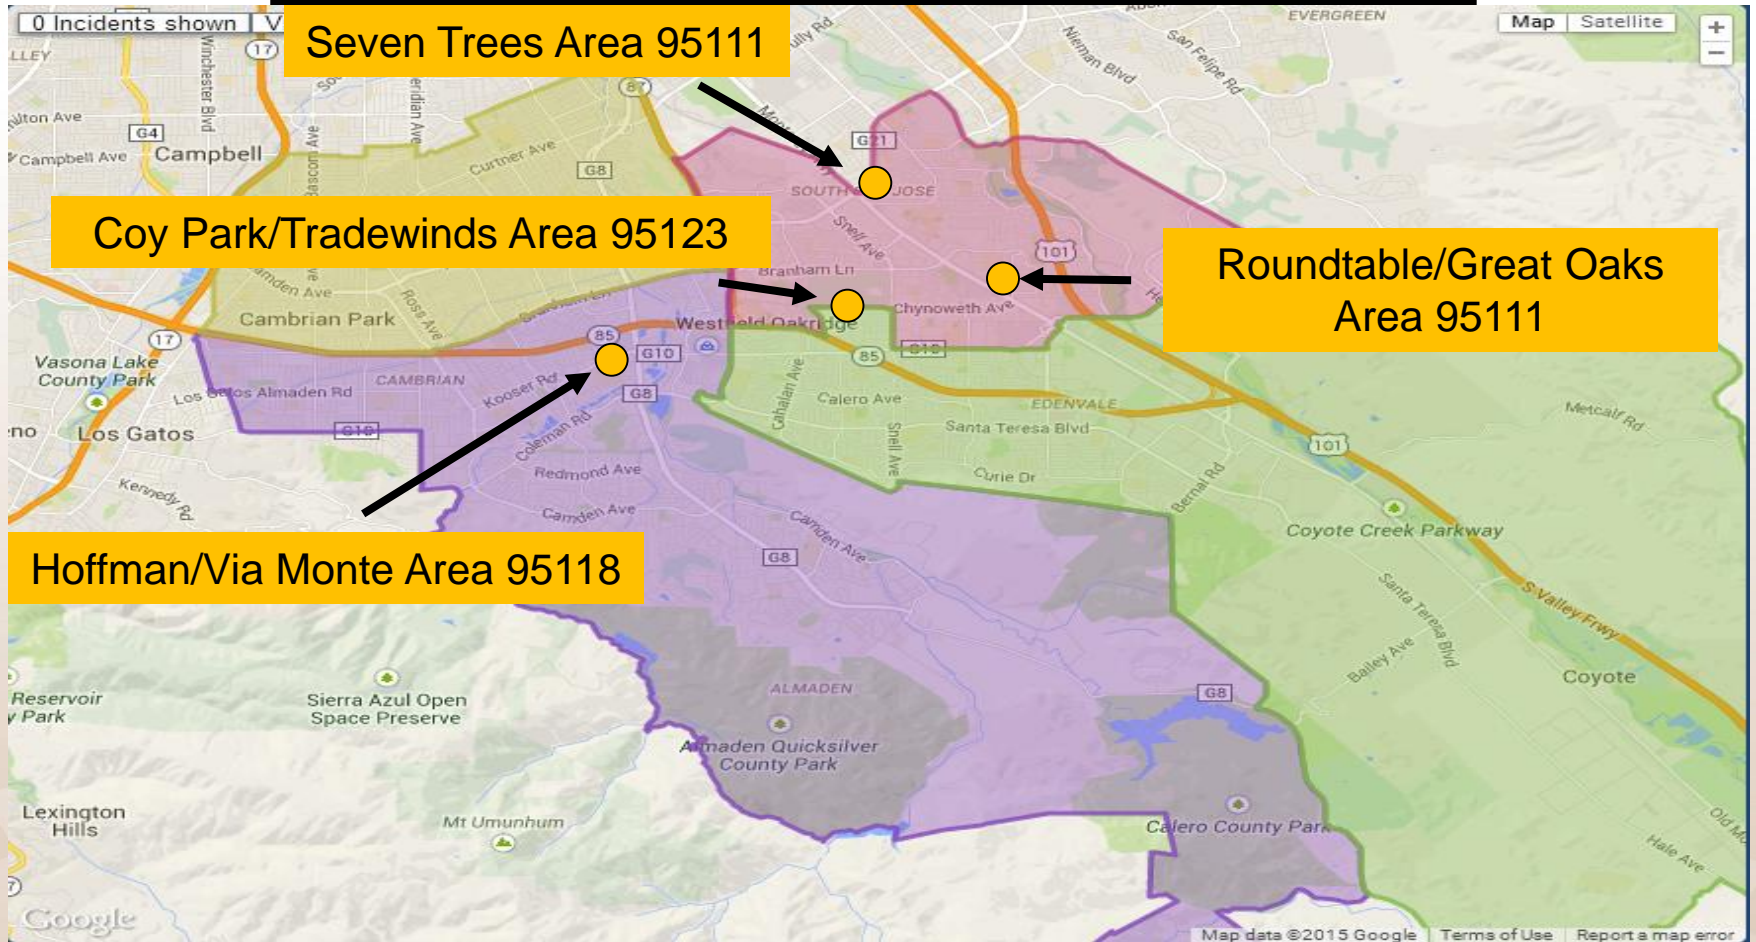 0 Incidents shown
V
Seven Trees Area 95111
EVERGREEN
Map
Satellite
+
−
LLEY
17
Winchester Blvd
87
Nieman Blvd
San Felipe Rd
G4
Campbell Ave
Campbell
Bascom Ave
Curtner Ave
G8
G21
SOUTH
JOSE
Coy Park/Tradewinds Area 95123
Snell Ave
101
Roundtable/Great Oaks
Area 95111
Branham Ln
Chynoweth Ave
Ross Ave
Cambrian Park
Westfield Oakridge
17
85
G10
85
G10
Vasona Lake
County Park
CAMBRIAN
Kooser Rd
Los Gatos Almaden Rd
G8
Cahalan Ave
Calero Ave
EDENVALE
Metcalf Rd
Los Gatos
G10
Coleman Rd
Snell Ave
Santa Teresa Blvd
101
Redmond Ave
Curie Dr
Bernal Rd
Kennedy Rd
Camden Ave
Camden Ave
Coyote Creek Parkway
Hoffman/Via Monte Area 95118
G8
Santa Teresa Blvd
S Valley Frwy
Bailey Ave
Coyote
Reservoir
y Park
Sierra Azul Open
Space Preserve
ALMADEN
G8
Almaden Quicksilver
County Park
Lexington
Hills
Mt Umunhum
Calero County Park
Hale Ave
Google
Map data ©2015 Google
Terms of Use
Report a map error